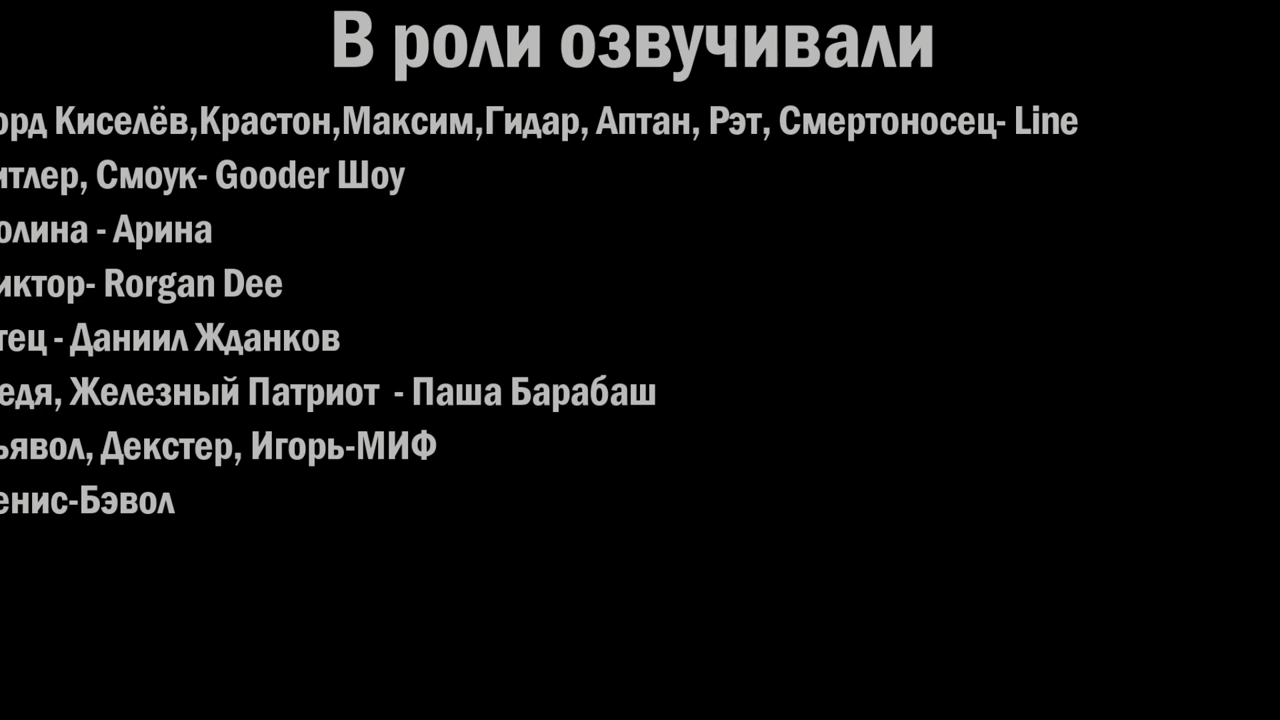 В роли озвучивали
орд Киселёв,Крастон,Максим,Гидар, Аптан, Рэт, Смертоносец- Line
итлер, Смоук- Gooder Шоу
олина - Арина
иктор- Rorgan Dee
тец - Даниил Жданков
едя, Железный Патриот - Паша Барабаш
ьявол, Декстер, Игорь-МИФ
енис-Бэвол